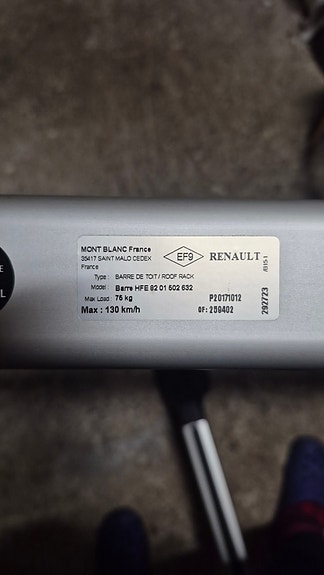 MONT BLANC France
35417 SAINT MALO CEDEX
France
EF9
RENAULT
Type : BARRE DE TOIT / ROOF RACK
Model : Barre HFE 82 01 502 632
Max Load : 75 kg
P20171012
Max : 130 km/h
OF: 259402
292723
E
L